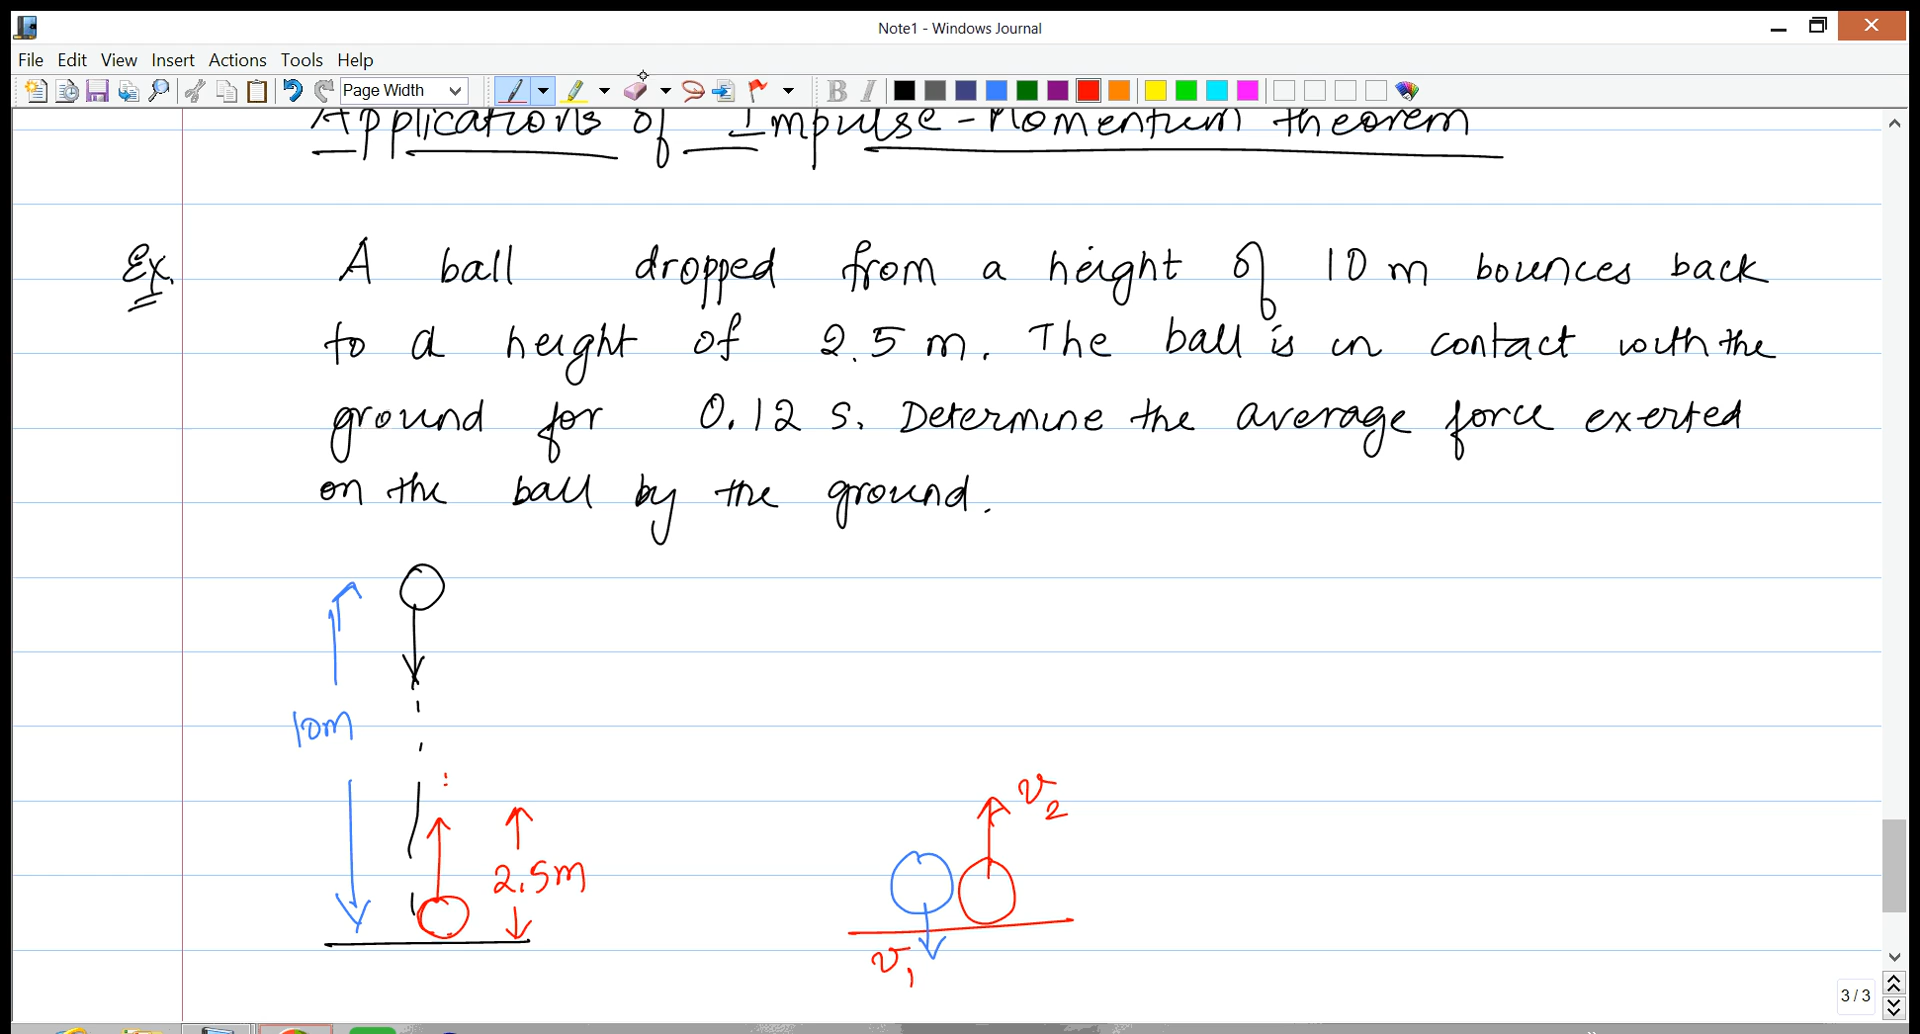 Note1 - Windows Journal
File Edit View Insert Actions Tools Help
Page Width
B I
Applications of Impulse-Momentum theorem
Ex. A ball dropped from a height of 10 m bounces back
to a height of 2.5 m. The ball is in contact with the
ground for 0.12 s. Determine the average force exerted
on the ball by the ground.
10m
2.5m
v2
v1
3 / 3